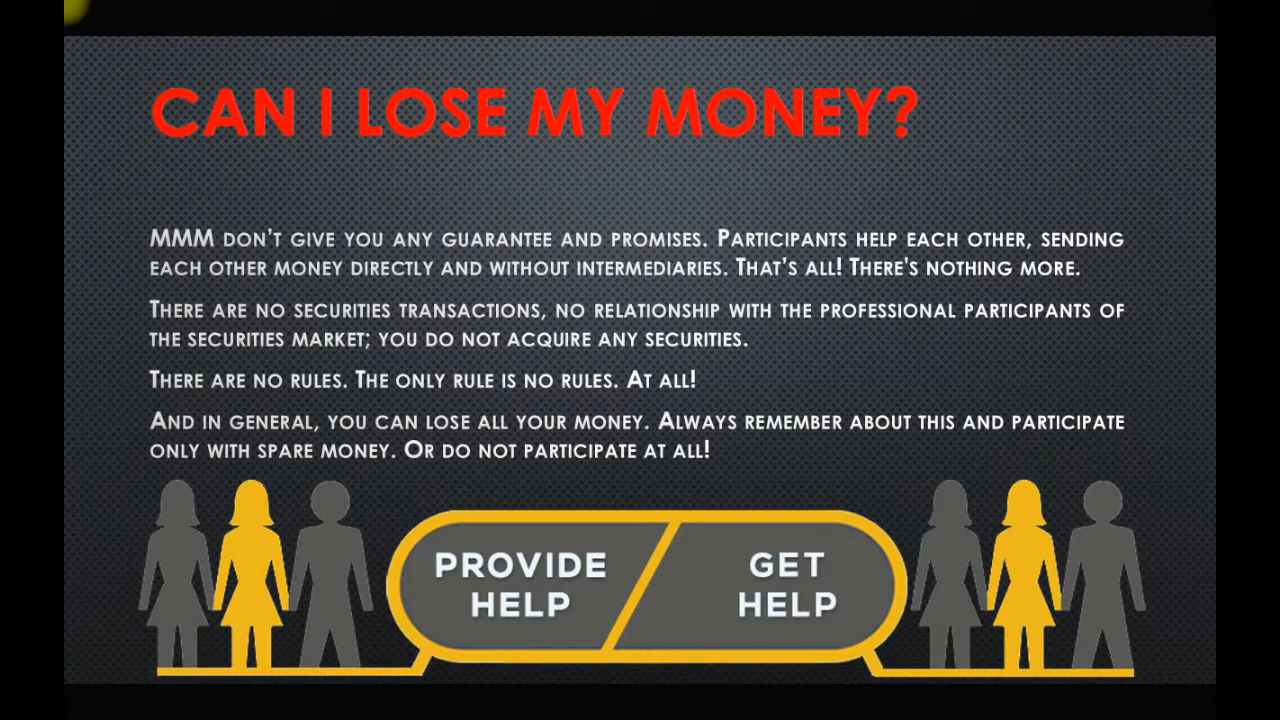 CAN I LOSE MY MONEY?
MMM DON'T GIVE YOU ANY GUARANTEE AND PROMISES. PARTICIPANTS HELP EACH OTHER, SENDING
EACH OTHER MONEY DIRECTLY AND WITHOUT INTERMEDIARIES. THAT'S ALL! THERE'S NOTHING MORE.
THERE ARE NO SECURITIES TRANSACTIONS, NO RELATIONSHIP WITH THE PROFESSIONAL PARTICIPANTS OF
THE SECURITIES MARKET; YOU DO NOT ACQUIRE ANY SECURITIES.
THERE ARE NO RULES. THE ONLY RULE IS NO RULES. AT ALL!
AND IN GENERAL, YOU CAN LOSE ALL YOUR MONEY. ALWAYS REMEMBER ABOUT THIS AND PARTICIPATE
ONLY WITH SPARE MONEY. OR DO NOT PARTICIPATE AT ALL!
PROVIDE
HELP
GET
HELP